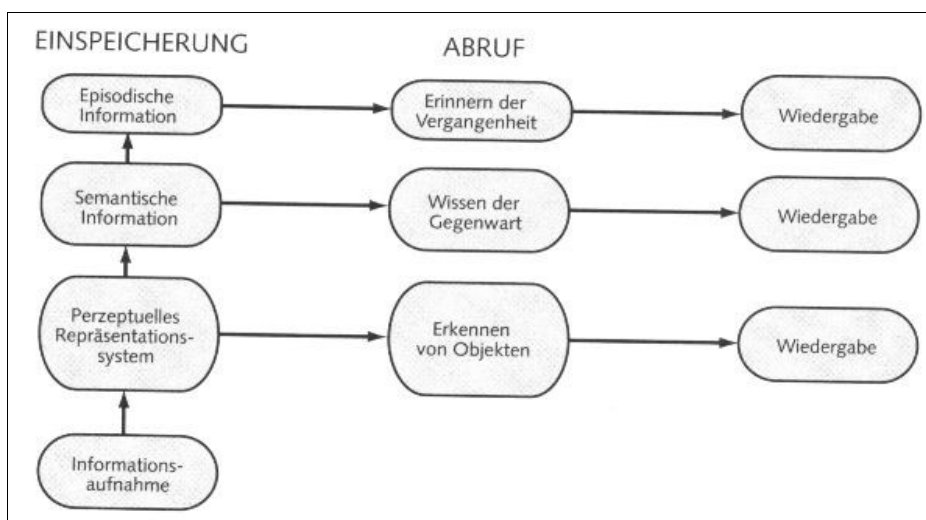 EINSPEICHERUNG
ABRUF
Episodische
Information
Erinnern der
Vergangenheit
Wiedergabe
Semantische
Information
Wissen der
Gegenwart
Wiedergabe
Perzeptuelles
Repräsentations-
system
Erkennen
von Objekten
Wiedergabe
Informations-
aufnahme